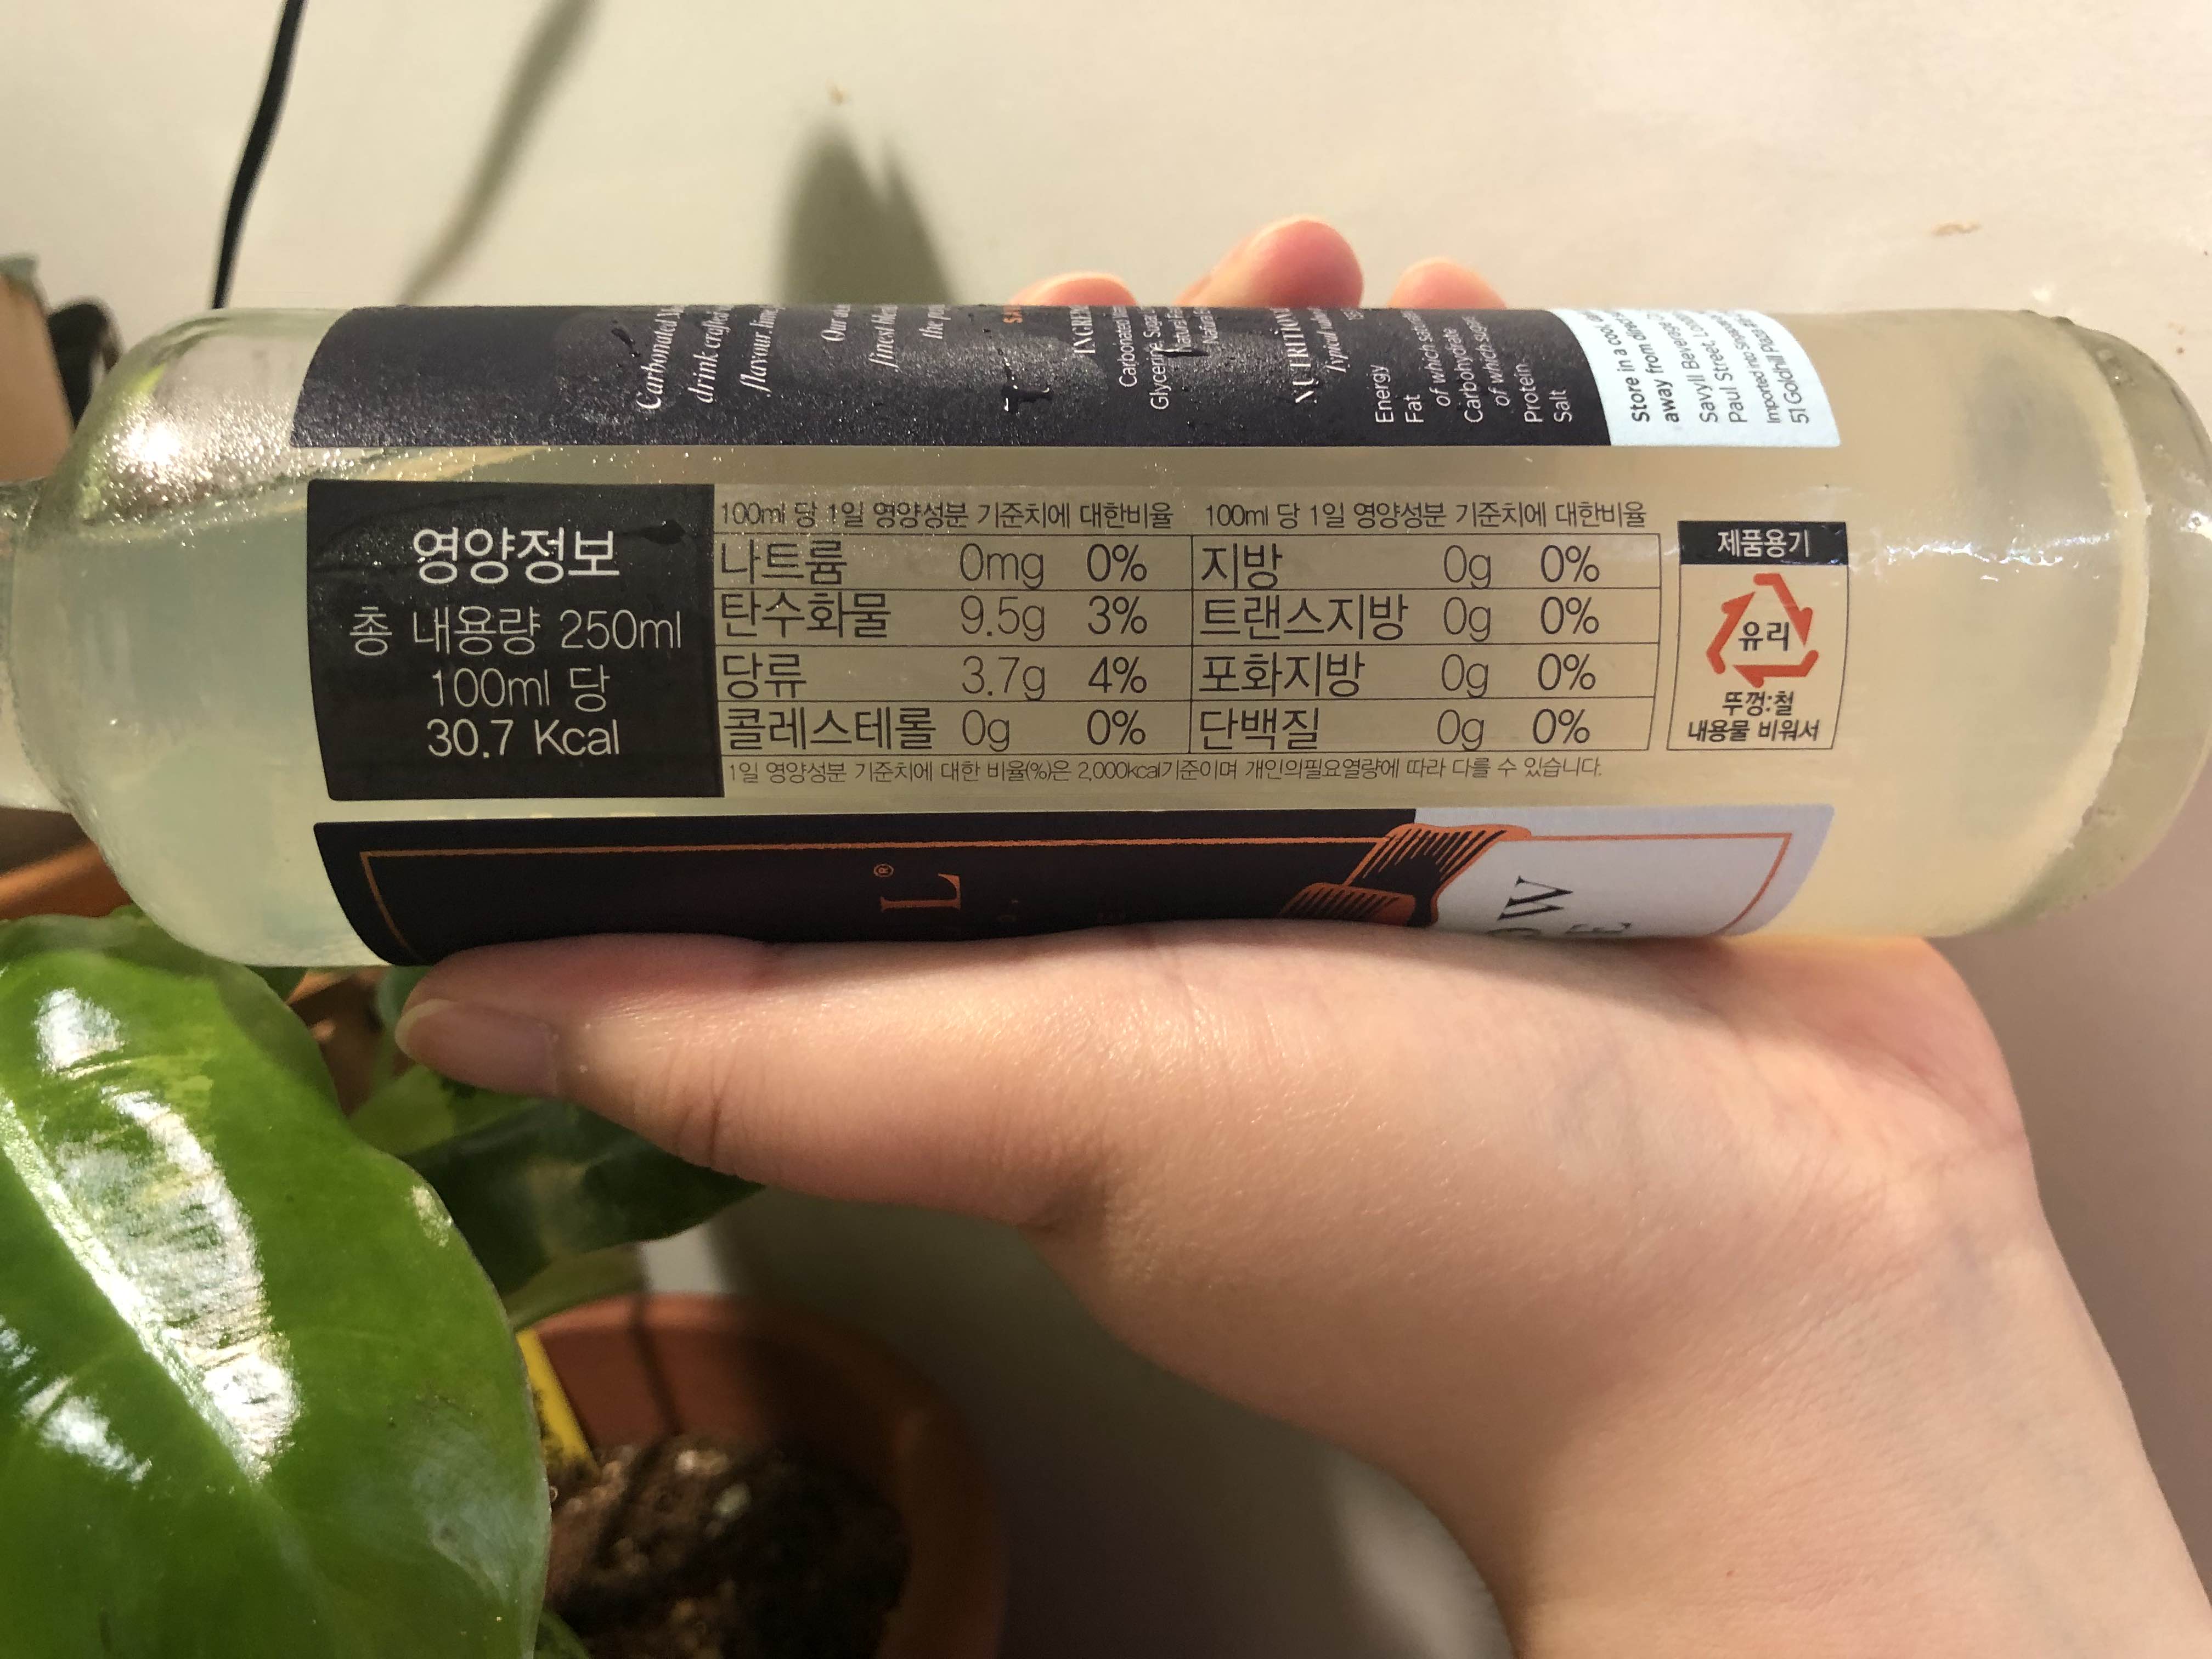 Carbonated
drink crafted
flavour
Our
finest
the
Carbonated
Glycerine, Sugar
Natural
Natural
Typical
Energy
Fat
of which
Carbohydrate
of which sugars
Protein
Salt
Store in a cool
away from direct
Savyll Beverage
Paul Street,
Imported into
51 Goldhill Plaza
영양정보
총 내용량 250ml
100ml 당
30.7 Kcal
100ml 당 1일 영양성분 기준치에 대한비율 100ml 당 1일 영양성분 기준치에 대한비율
나트륨 0mg 0% 지방 0g 0%
탄수화물 9.5g 3% 트랜스지방 0g 0%
당류 3.7g 4% 포화지방 0g 0%
콜레스테롤 0g 0% 단백질 0g 0%
1일 영양성분 기준치에 대한 비율(%)은 2,000kcal기준이며 개인의필요열량에 따라 다를 수 있습니다.
제품용기
유리
뚜껑:철
내용물 비워서
L®